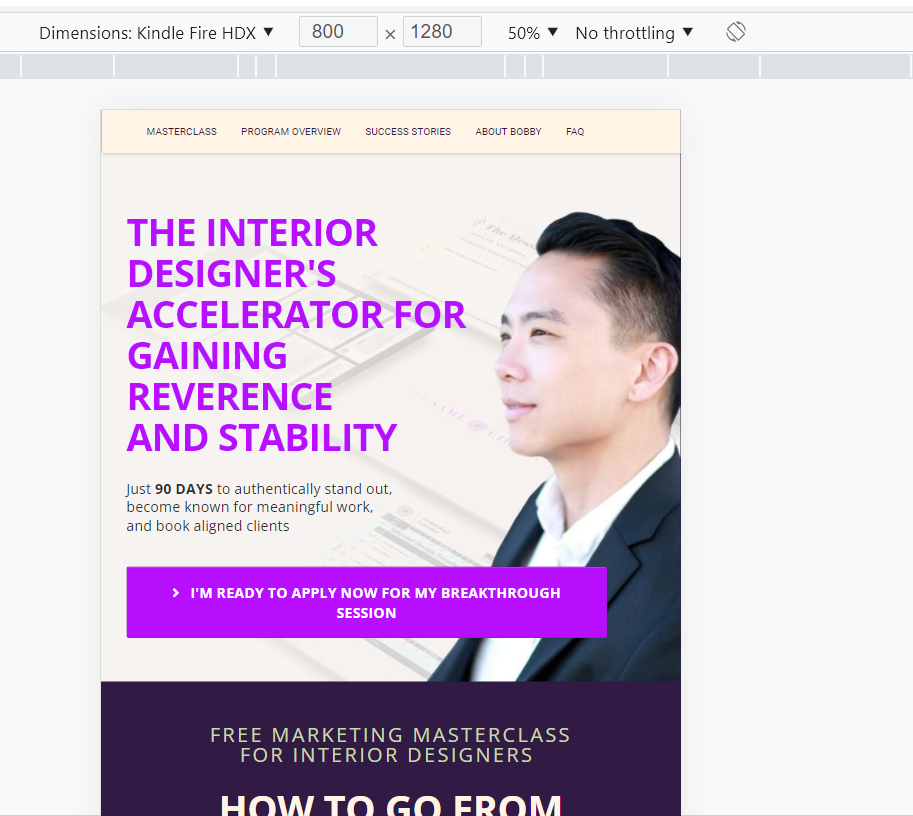 Dimensions: Kindle Fire HDX ▼ 800 × 1280 50% ▼ No throttling ▼
MASTERCLASS PROGRAM OVERVIEW SUCCESS STORIES ABOUT BOBBY FAQ
THE INTERIOR
DESIGNER'S
ACCELERATOR FOR
GAINING
REVERENCE
AND STABILITY
Just 90 DAYS to authentically stand out,
become known for meaningful work,
and book aligned clients
I'M READY TO APPLY NOW FOR MY BREAKTHROUGH
SESSION
FREE MARKETING MASTERCLASS
FOR INTERIOR DESIGNERS
HOW TO GO FROM